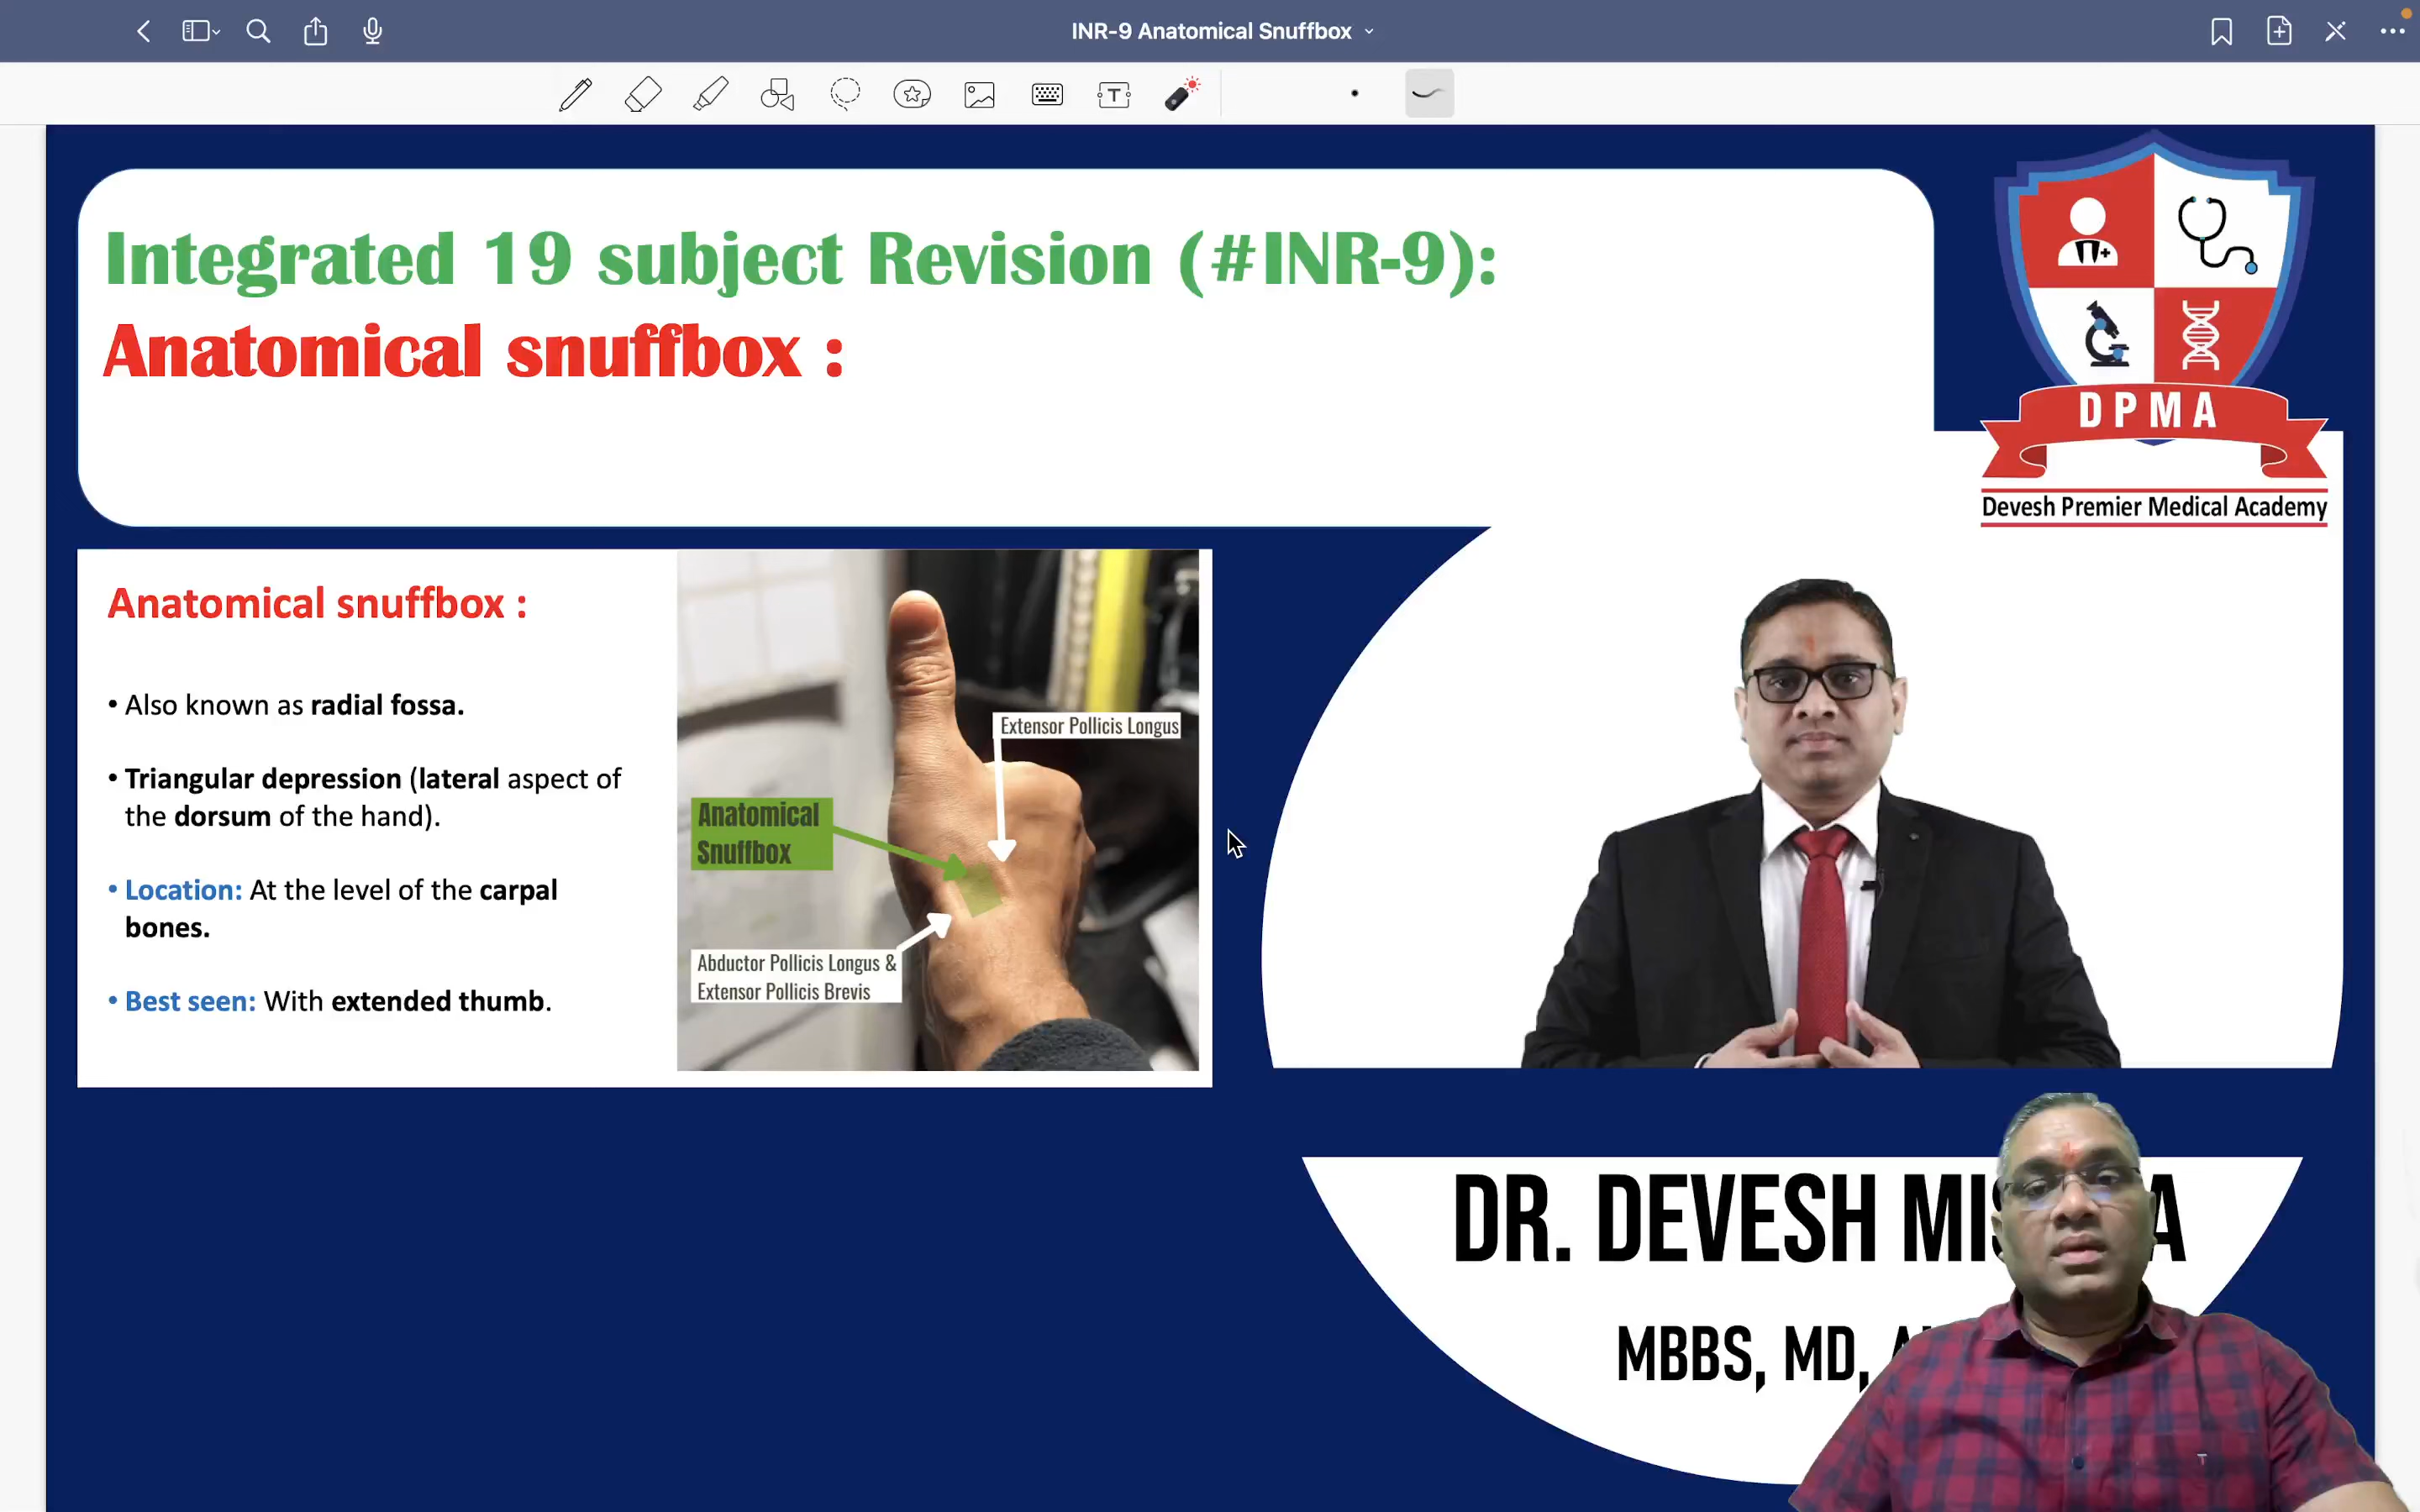 INR-9 Anatomical Snuffbox
Integrated 19 subject Revision (#INR-9):
Anatomical snuffbox :
DPMA
Devesh Premier Medical Academy
Anatomical snuffbox :
• Also known as radial fossa.
• Triangular depression (lateral aspect of
the dorsum of the hand).
• Location: At the level of the carpal
bones.
• Best seen: With extended thumb.
Extensor Pollicis Longus
Anatomical
Snuffbox
Abductor Pollicis Longus &
Extensor Pollicis Brevis
DR. DEVESH
MBBS, MD,